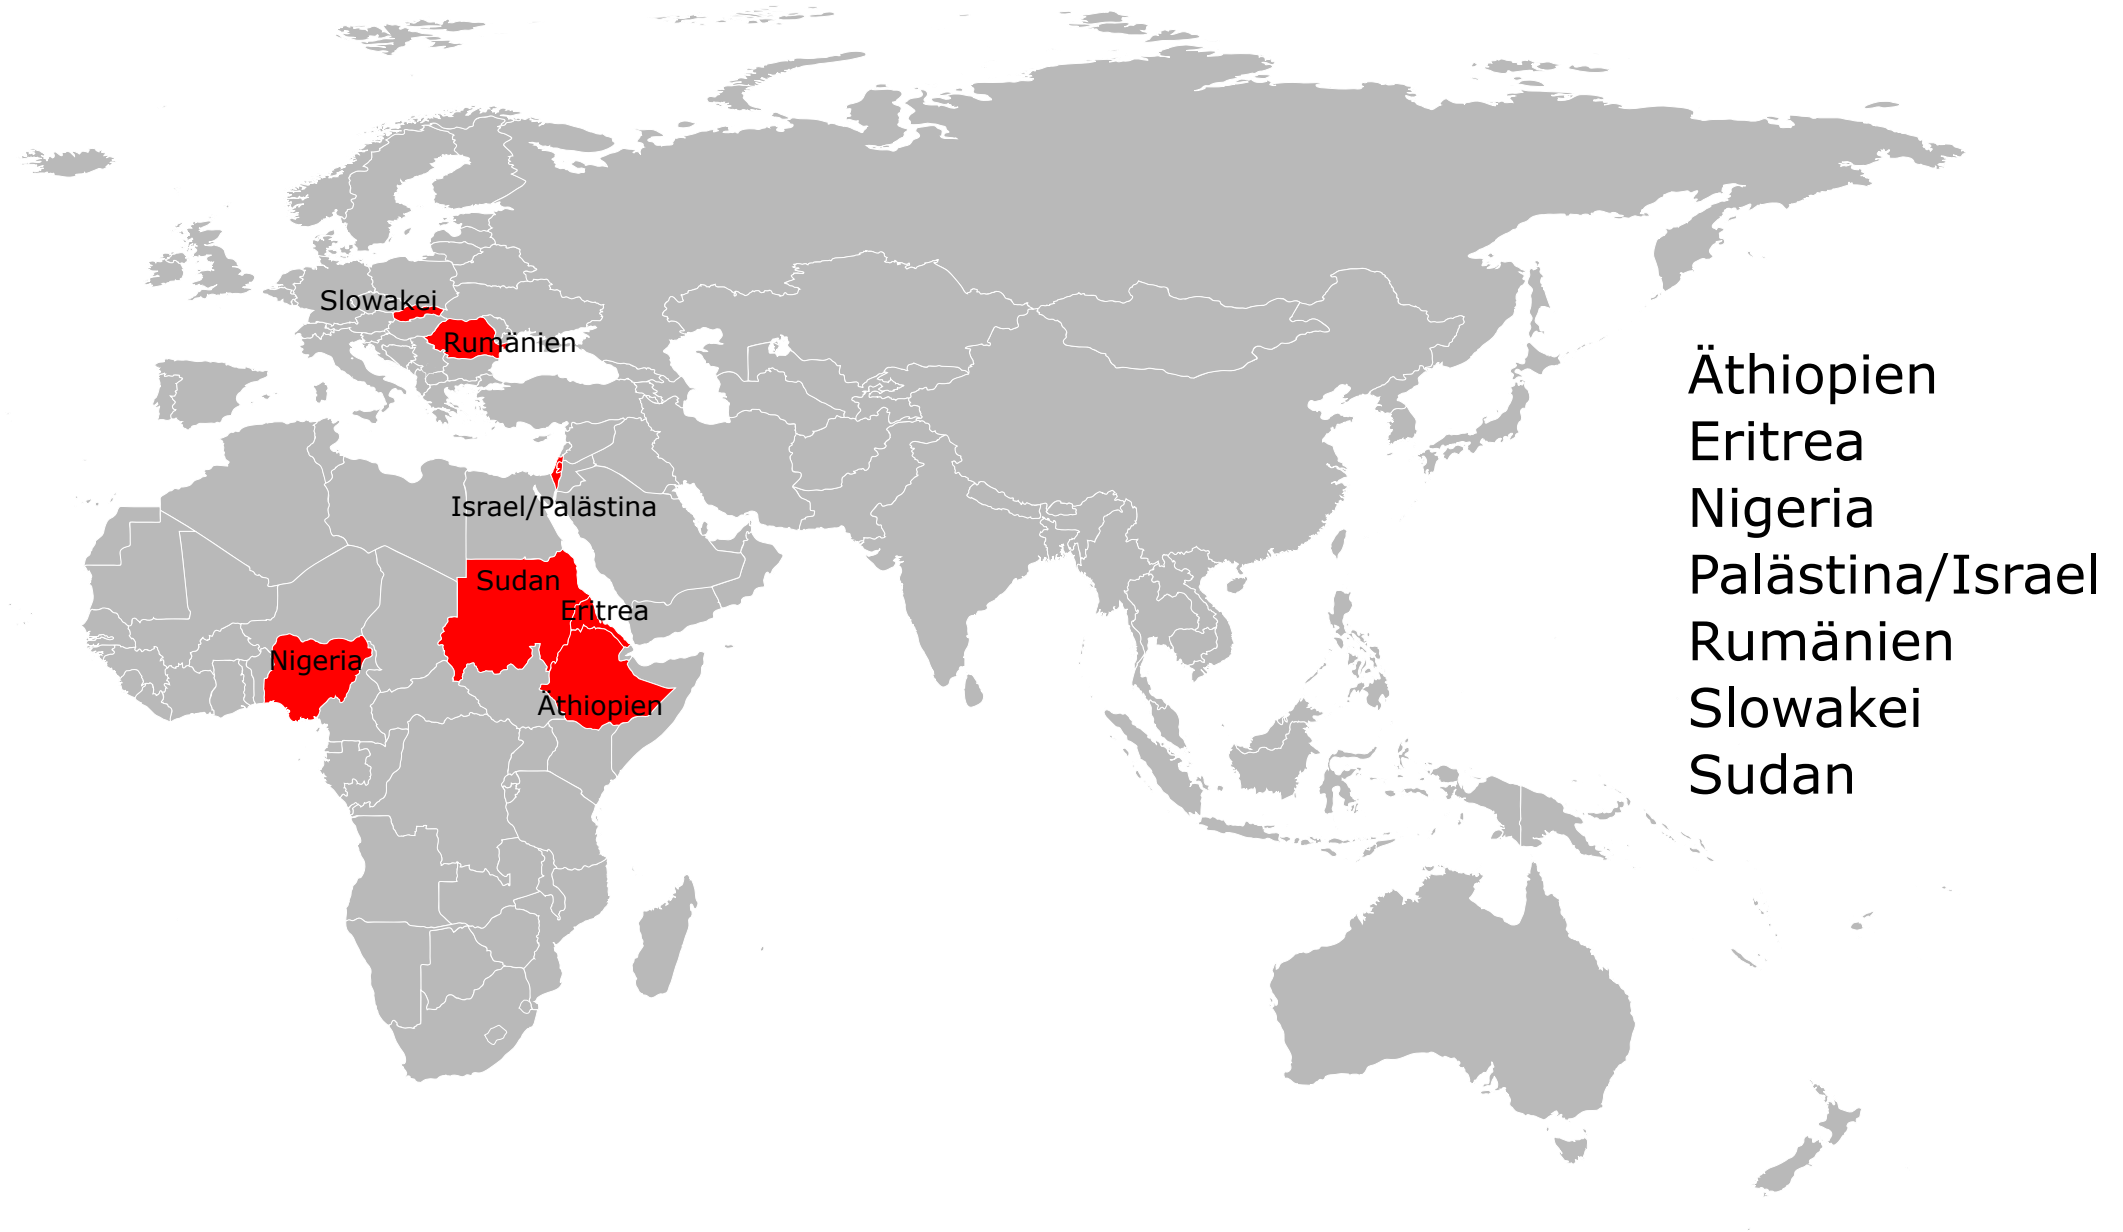 Slowakei
Rumänien
Israel/Palästina
Sudan
Eritrea
Nigeria
Äthiopien
Äthiopien
Eritrea
Nigeria
Palästina/Israel
Rumänien
Slowakei
Sudan